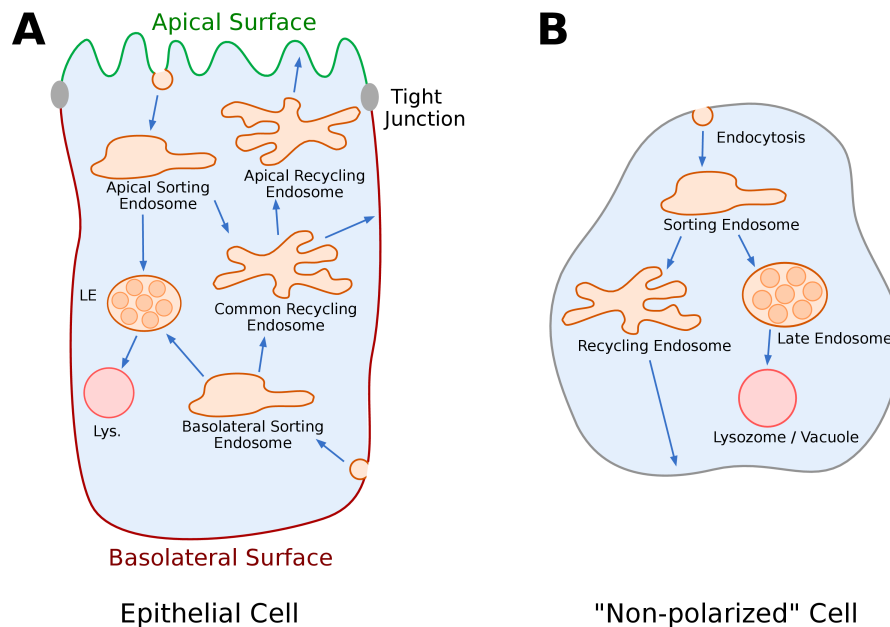 A
Apical Surface
Tight
Junction
Apical Sorting
Endosome
Apical Recycling
Endosome
LE
Common Recycling
Endosome
Lys.
Basolateral Sorting
Endosome
Basolateral Surface
Epithelial Cell
B
Endocytosis
Sorting Endosome
Recycling Endosome
Late Endosome
Lysozome / Vacuole
"Non-polarized" Cell